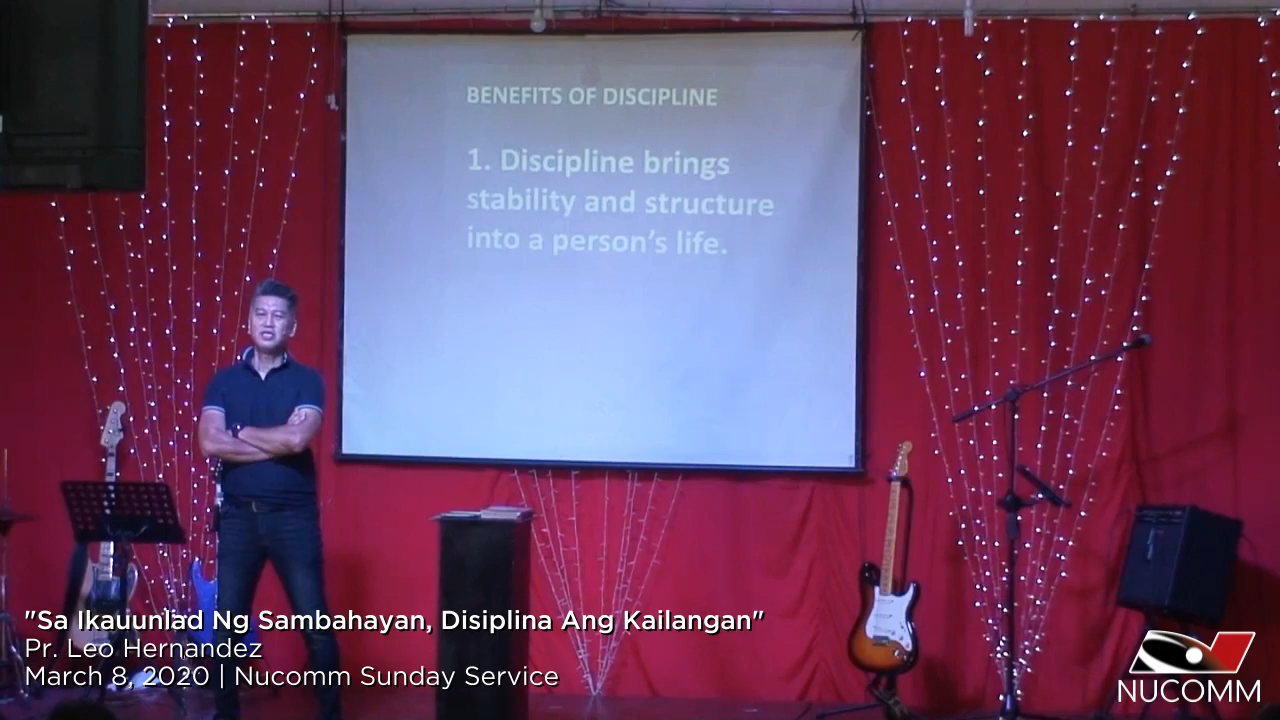 BENEFITS OF DISCIPLINE
1. Discipline brings
stability and structure
into a person's life.
"Sa Ikauunlad Ng Sambahayan, Disiplina Ang Kailangan"
Pr. Leo Hernandez
March 8, 2020 | Nucomm Sunday Service
NUCOMM